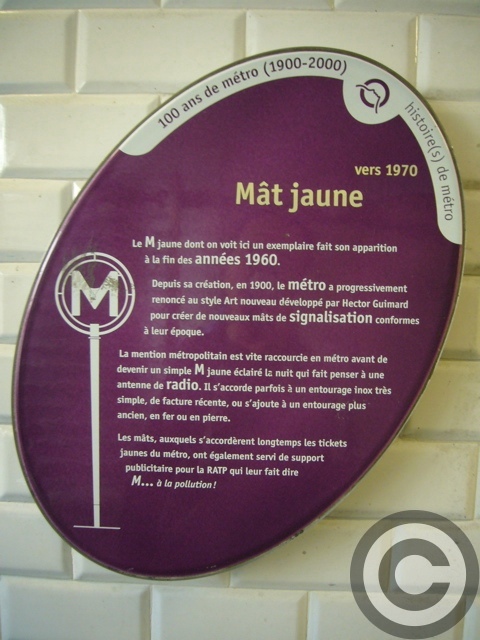 100 ans de métro (1900-2000)
histoire(s) de métro
vers 1970
Mât jaune
Le M jaune dont on voit ici un exemplaire fait son apparition
à la fin des années 1960.
Depuis sa création, en 1900, le métro a progressivement
renoncé au style Art nouveau développé par Hector Guimard
pour créer de nouveaux mâts de signalisation conformes
à leur époque.
La mention métropolitain est vite raccourcie en métro avant de
devenir un simple M jaune éclairé la nuit qui fait penser à une
antenne de radio. Il s'accorde parfois à un entourage inox très
simple, de facture récente, ou s'ajoute à un entourage plus
ancien, en fer ou en pierre.
Les mâts, auxquels s'accordèrent longtemps les tickets
jaunes du métro, ont également servi de support
publicitaire pour la RATP qui leur fait dire
M... à la pollution!
M
©